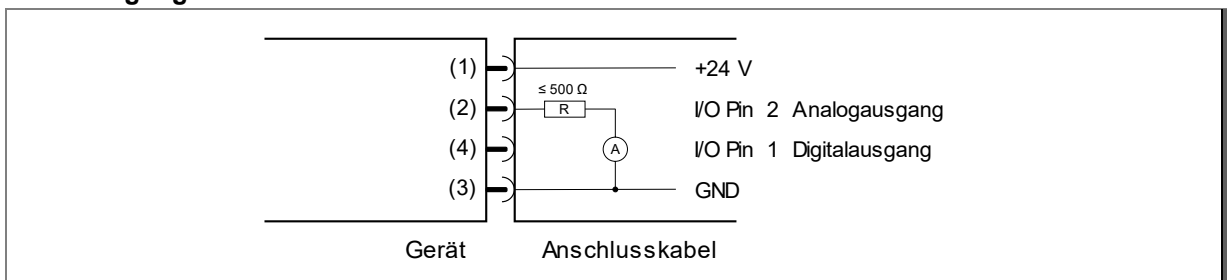 (1) +24 V
≤ 500 Ω
(2) R I/O Pin 2 Analogausgang
(4) A I/O Pin 1 Digitalausgang
(3) GND
Gerät Anschlusskabel